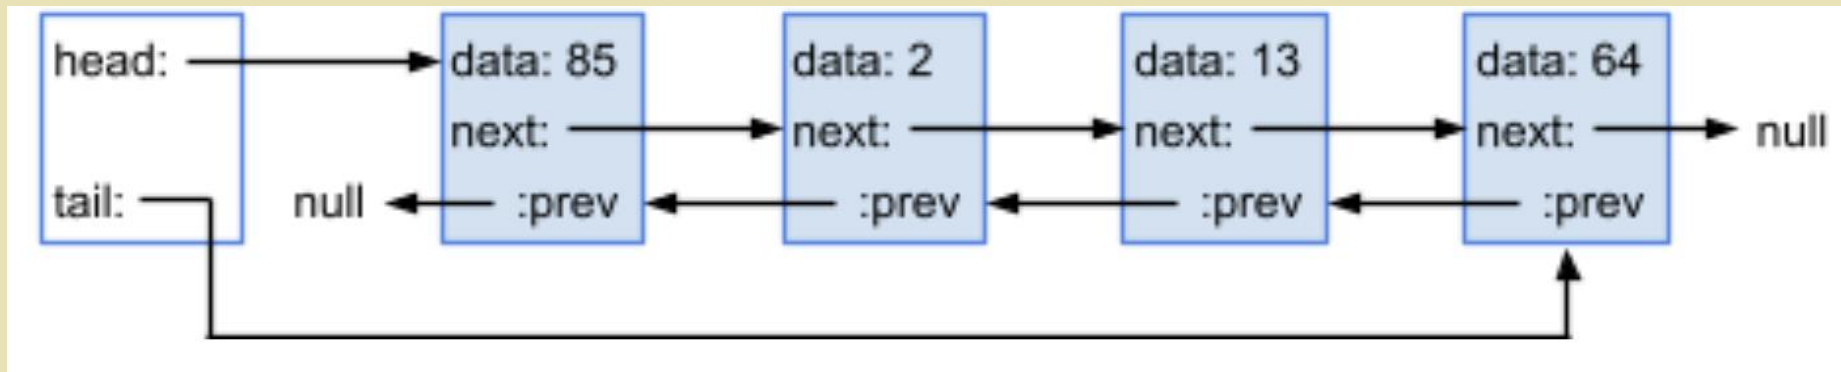 head:
data: 85
data: 2
data: 13
data: 64
next:
next:
next:
next:
null
tail:
null
:prev
:prev
:prev
:prev